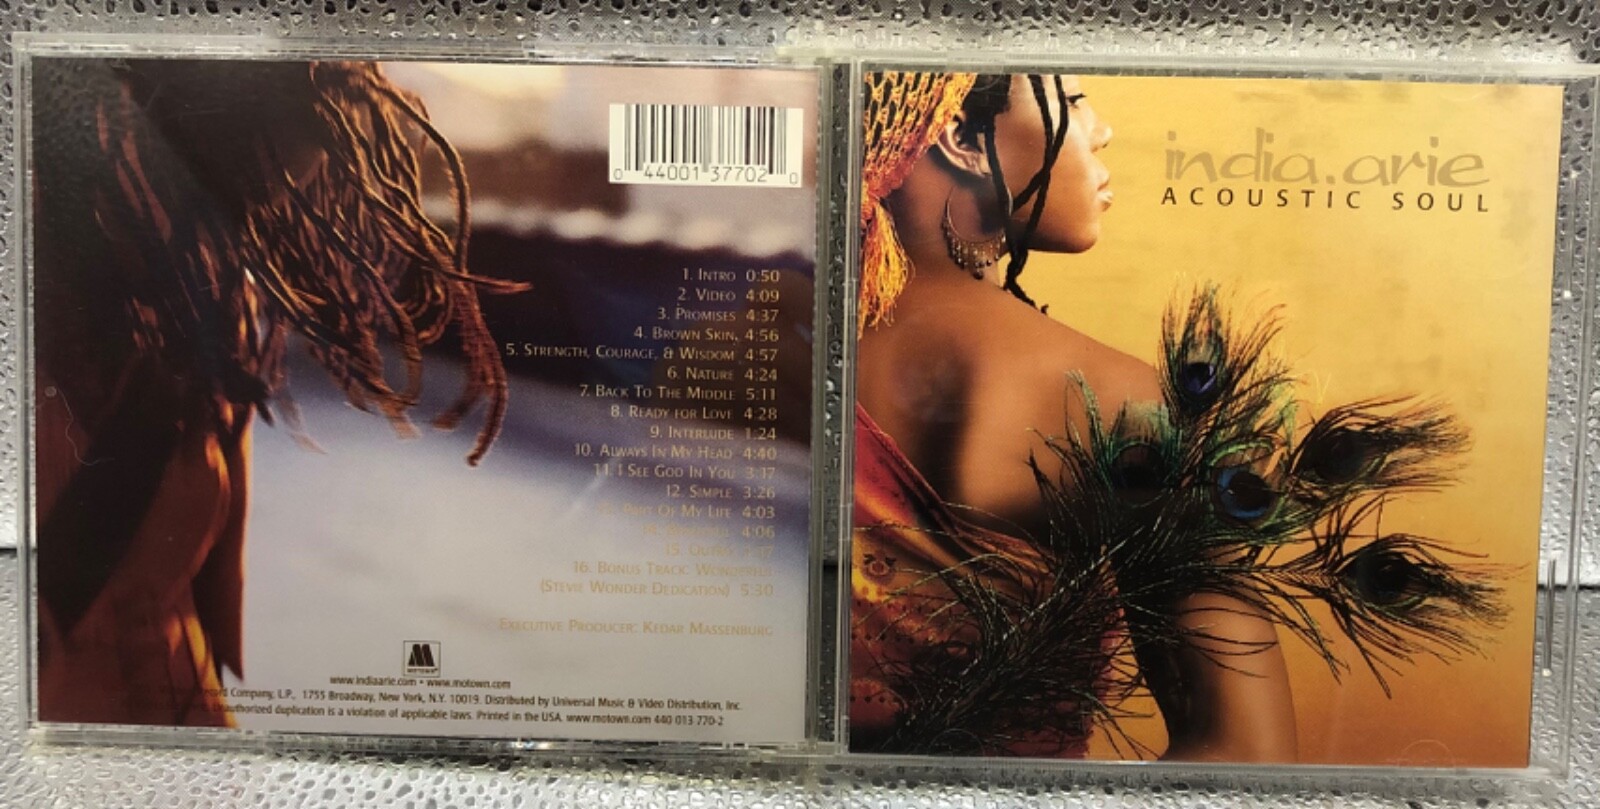 0 44001 37702 0
1. INTRO 0:50
2. VIDEO 4:09
3. PROMISES 4:37
4. BROWN SKIN, 4:56
5. STRENGTH, COURAGE, & WISDOM 4:57
6. NATURE 4:24
7. BACK TO THE MIDDLE 5:11
8. READY FOR LOVE 4:28
9. INTERLUDE 1:24
10. ALWAYS IN MY HEAD 4:40
11. I SEE GOD IN YOU 3:17
12. SIMPLE 3:26
PART OF MY LIFE 4:03
4:06
15.
16. BONUS TRACK: WONDERFUL
(STEVIE WONDER DEDICATION) 5:30
EXECUTIVE PRODUCER: KEDAR MASSENBURG
M
MOTOWN
www.indiaarie.com • www.motown.com
Company, L.P., 1755 Broadway, New York, N.Y. 10019. Distributed by Universal Music & Video Distribution, Inc.
Unauthorized duplication is a violation of applicable laws. Printed in the USA. www.motown.com 440 013 770-2
india.arie
ACOUSTIC SOUL